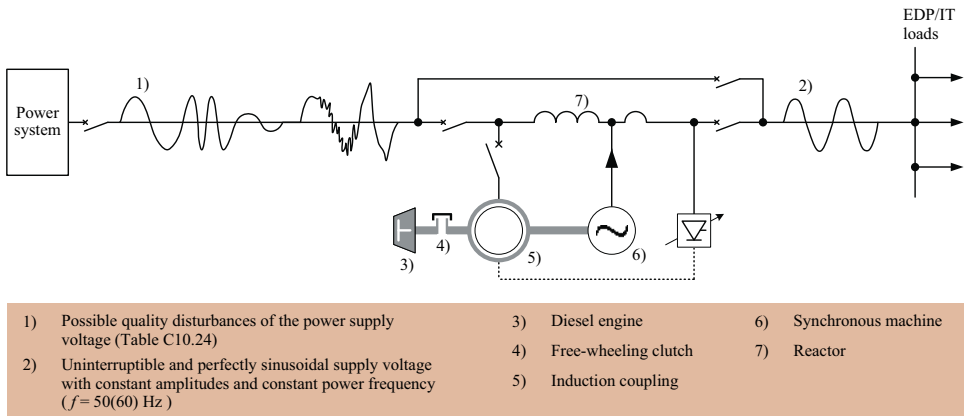 EDP/IT
loads
1)
2)
7)
Power
system
3)
4)
5)
6)
1) Possible quality disturbances of the power supply
voltage (Table C10.24)
2) Uninterruptible and perfectly sinusoidal supply voltage
with constant amplitudes and constant power frequency
( f = 50(60) Hz )
3) Diesel engine
4) Free-wheeling clutch
5) Induction coupling
6) Synchronous machine
7) Reactor